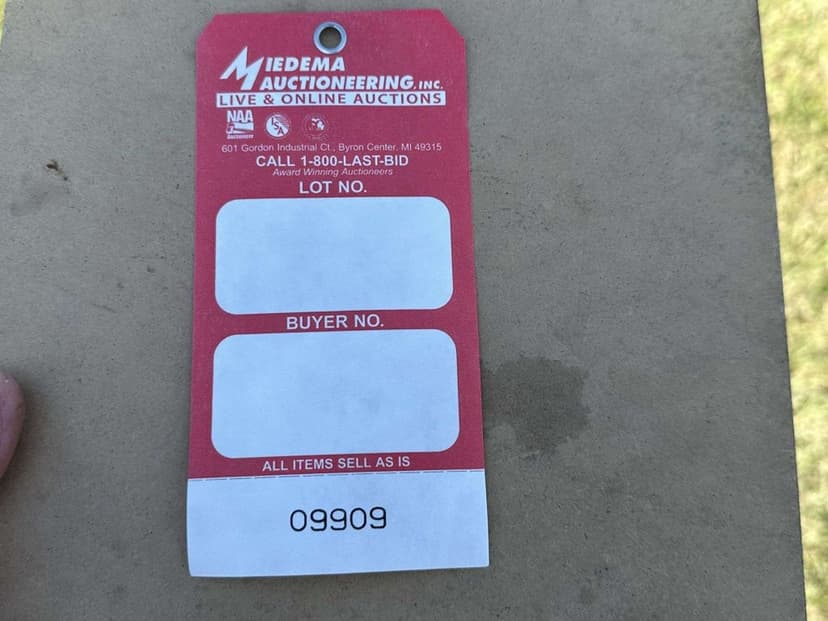 MIEDEMA
AUCTIONEERING, INC.
LIVE & ONLINE AUCTIONS
NAA
601 Gordon Industrial Ct., Byron Center, MI 49315
CALL 1-800-LAST-BID
Award Winning Auctioneers
LOT NO.
BUYER NO.
ALL ITEMS SELL AS IS
09909